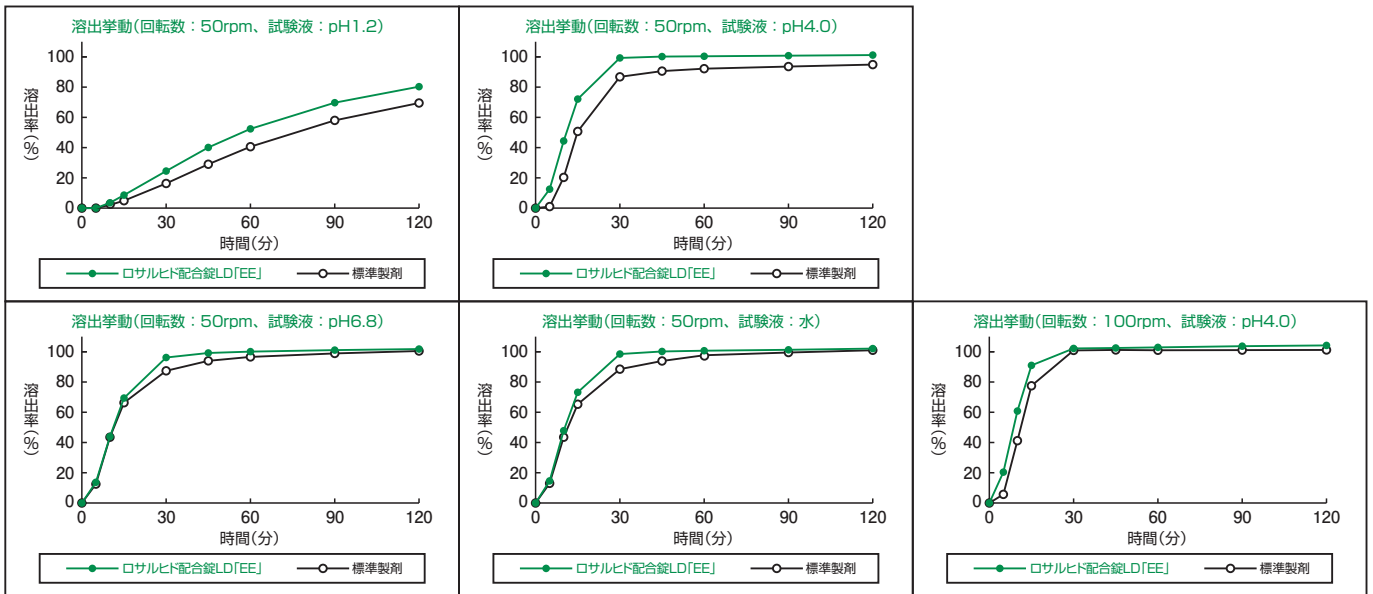 溶出挙動(回転数：50rpm、試験液：pH1.2)
溶出率(%)
100
80
60
40
20
0
0 30 60 90 120
時間(分)
ロサルヒド配合錠LD「EE」 標準製剤
溶出挙動(回転数：50rpm、試験液：pH4.0)
溶出率(%)
100
80
60
40
20
0
0 30 60 90 120
時間(分)
ロサルヒド配合錠LD「EE」 標準製剤
溶出挙動(回転数：50rpm、試験液：pH6.8)
溶出率(%)
100
80
60
40
20
0
0 30 60 90 120
時間(分)
ロサルヒド配合錠LD「EE」 標準製剤
溶出挙動(回転数：50rpm、試験液：水)
溶出率(%)
100
80
60
40
20
0
0 30 60 90 120
時間(分)
ロサルヒド配合錠LD「EE」 標準製剤
溶出挙動(回転数：100rpm、試験液：pH4.0)
溶出率(%)
100
80
60
40
20
0
0 30 60 90 120
時間(分)
ロサルヒド配合錠LD「EE」 標準製剤